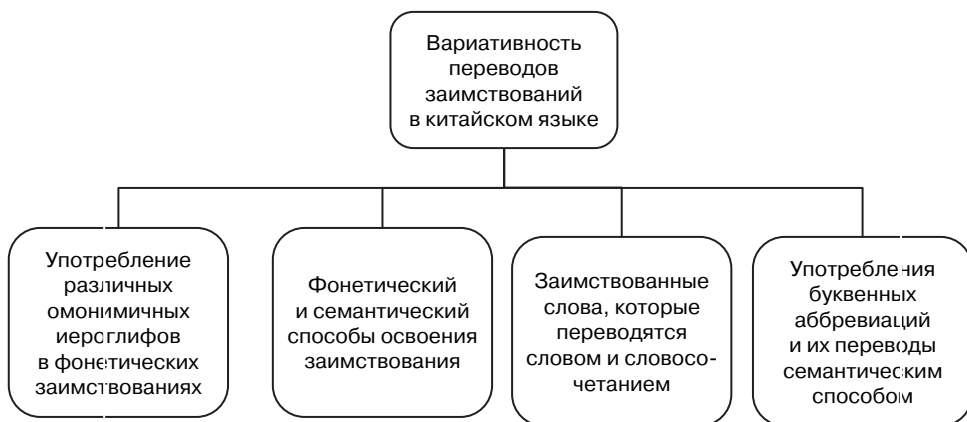 Вариативность
переводов
заимствований
в китайском языке
Употребление
различных
омонимичных
иероглифов
в фонетических
заимствованиях
Фонетический
и семантический
способы освоения
заимствования
Заимствованные
слова, которые
переводятся
словом и словосо-
четанием
Употребления
буквенных
аббревиаций
и их переводы
семантическим
способом